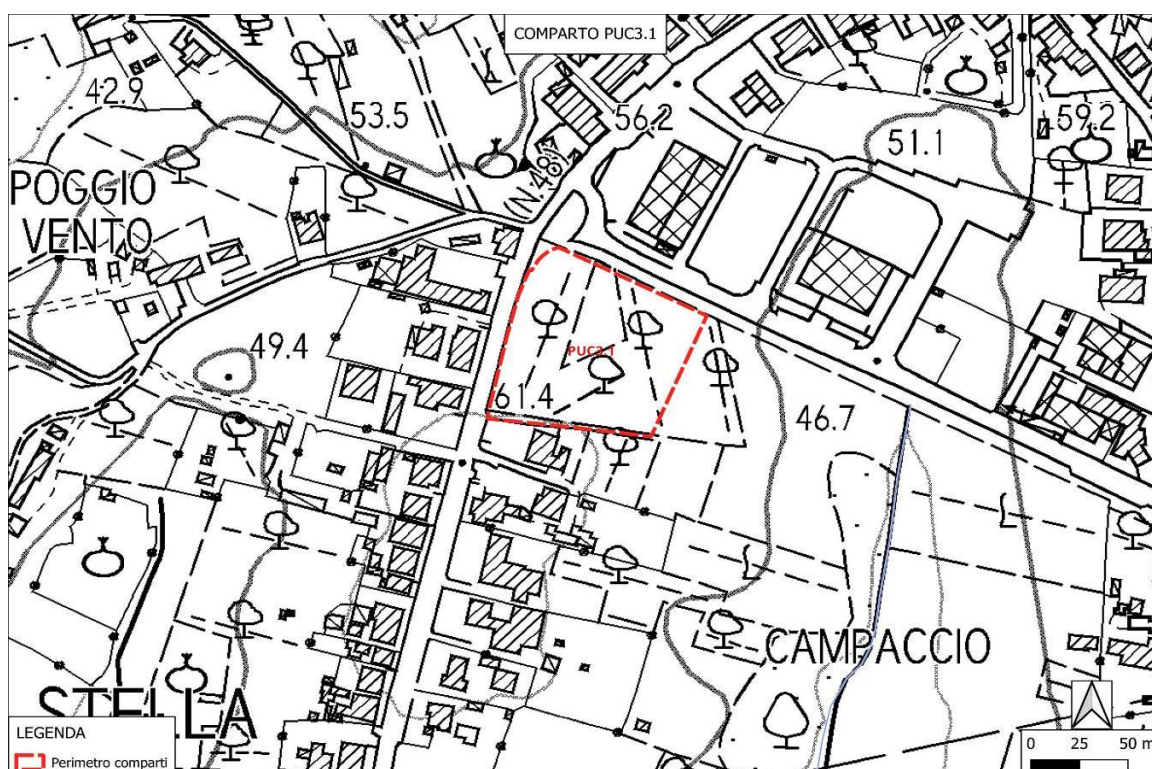 COMPARTO PUC3.1
42.9
53.5
56.2
51.1
59.2
(N.48)
POGGIO
VENTO
49.4
PUC3.1
61.4
46.7
CAMPACCIO
STELLA
LEGENDA
Perimetro comparti
0 25 50 m